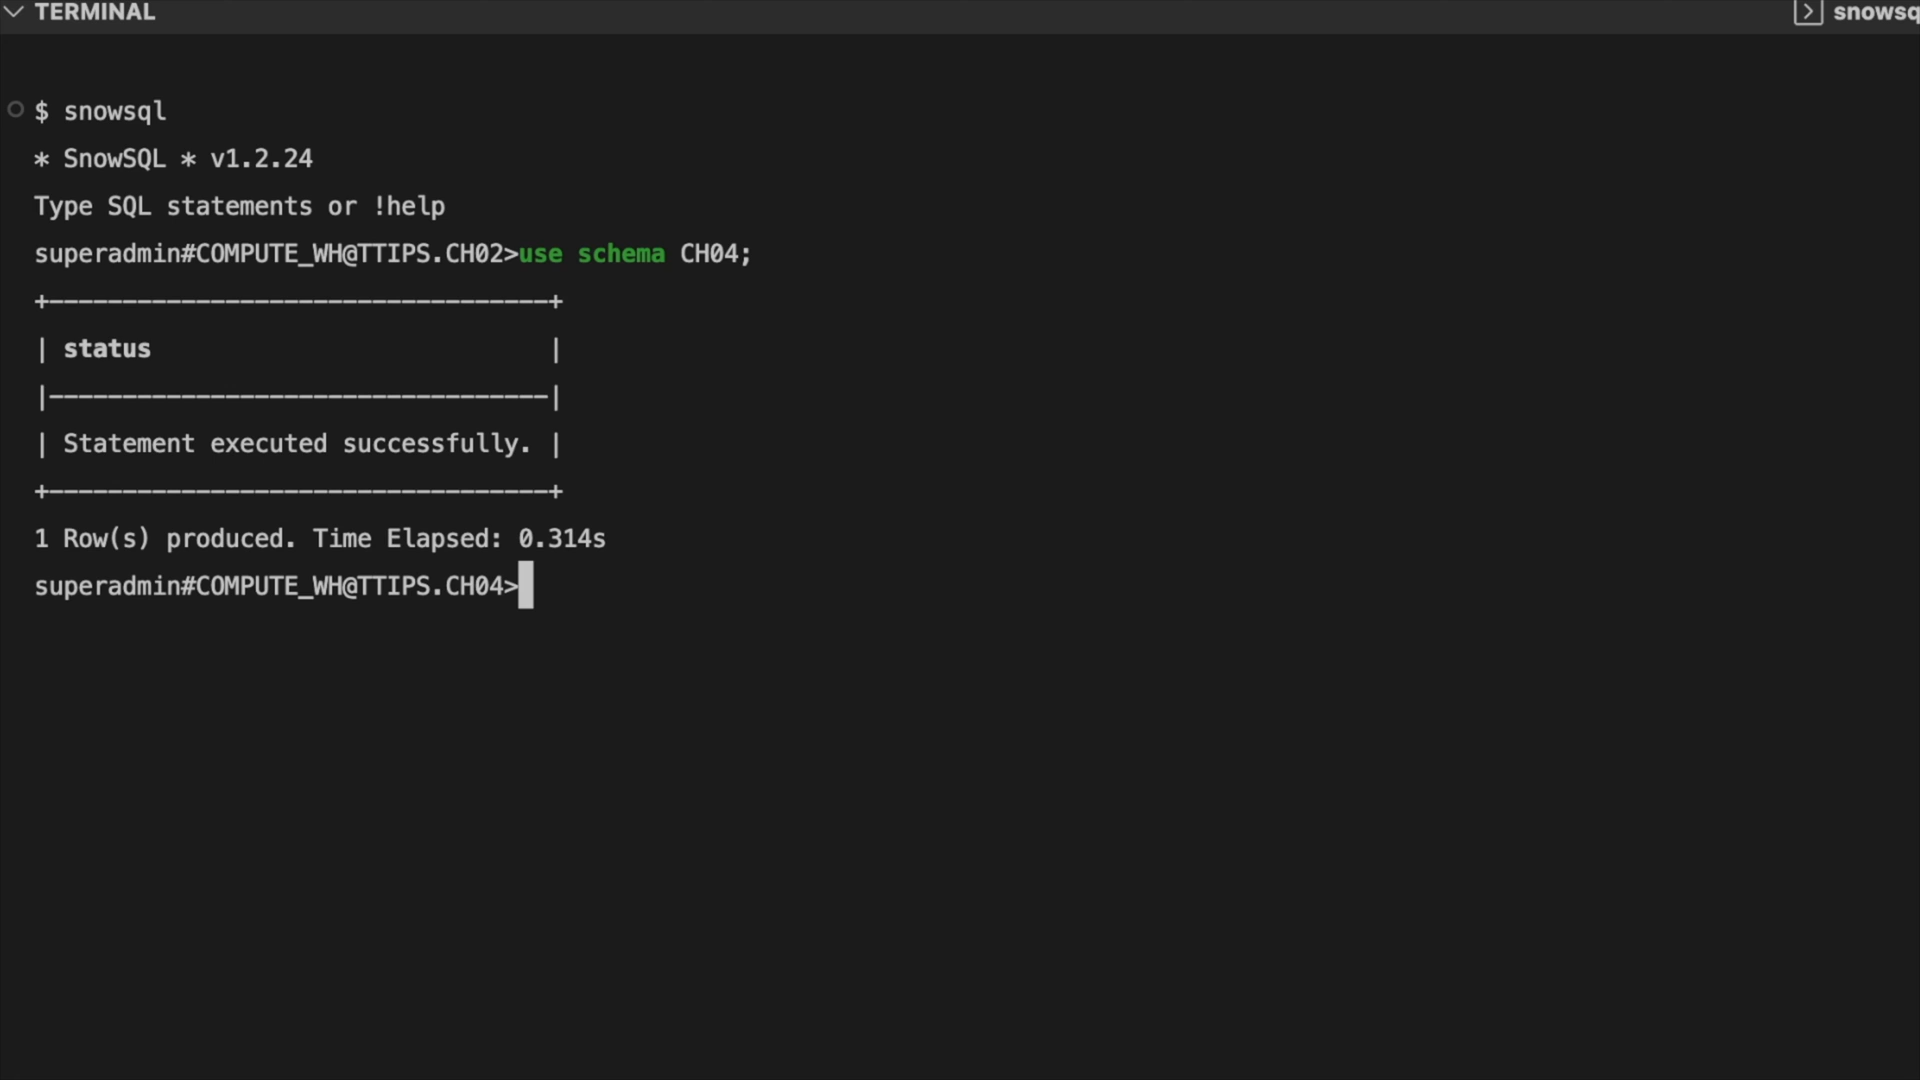 TERMINAL
snowsq
$ snowsql
* SnowSQL * v1.2.24
Type SQL statements or !help
superadmin#COMPUTE_WH@TTIPS.CH02>use schema CH04;
+----------------------------------+
| status                           |
|----------------------------------|
| Statement executed successfully. |
+----------------------------------+
1 Row(s) produced. Time Elapsed: 0.314s
superadmin#COMPUTE_WH@TTIPS.CH04>